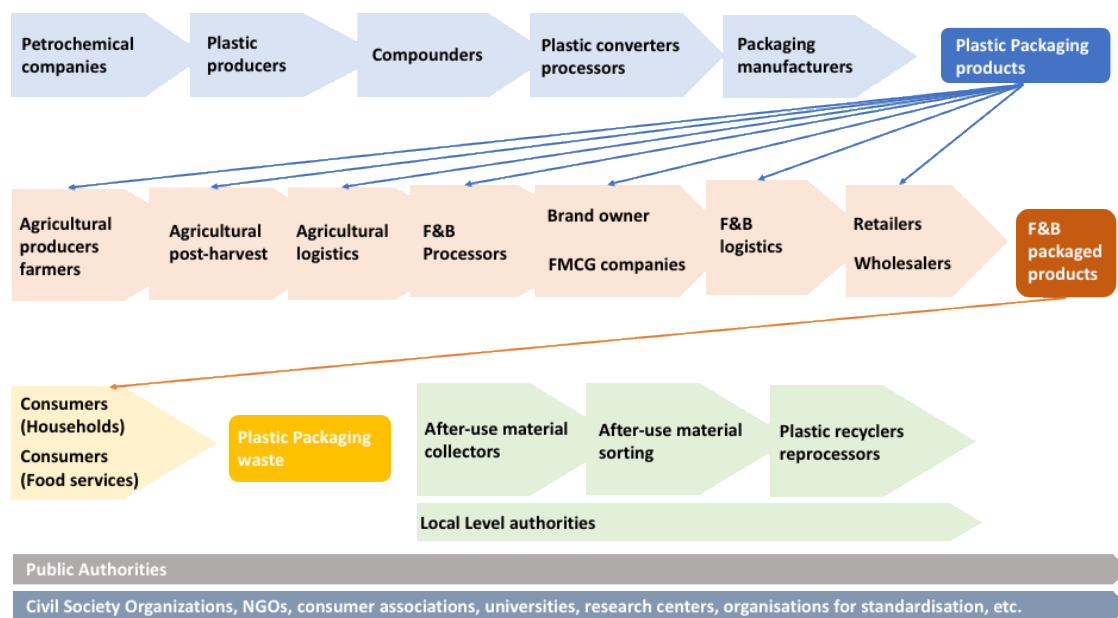 Petrochemical
companies
Plastic
producers
Compounders
Plastic converters
processors
Packaging
manufacturers
Plastic Packaging
products
Agricultural
producers
farmers
Agricultural
post-harvest
Agricultural
logistics
F&B
Processors
Brand owner
FMCG companies
F&B
logistics
Retailers
Wholesalers
F&B
packaged
products
Consumers
(Households)
Consumers
(Food services)
Plastic Packaging
waste
After-use material
collectors
After-use material
sorting
Plastic recyclers
reprocessors
Local Level authorities
Public Authorities
Civil Society Organizations, NGOs, consumer associations, universities, research centers, organisations for standardisation, etc.